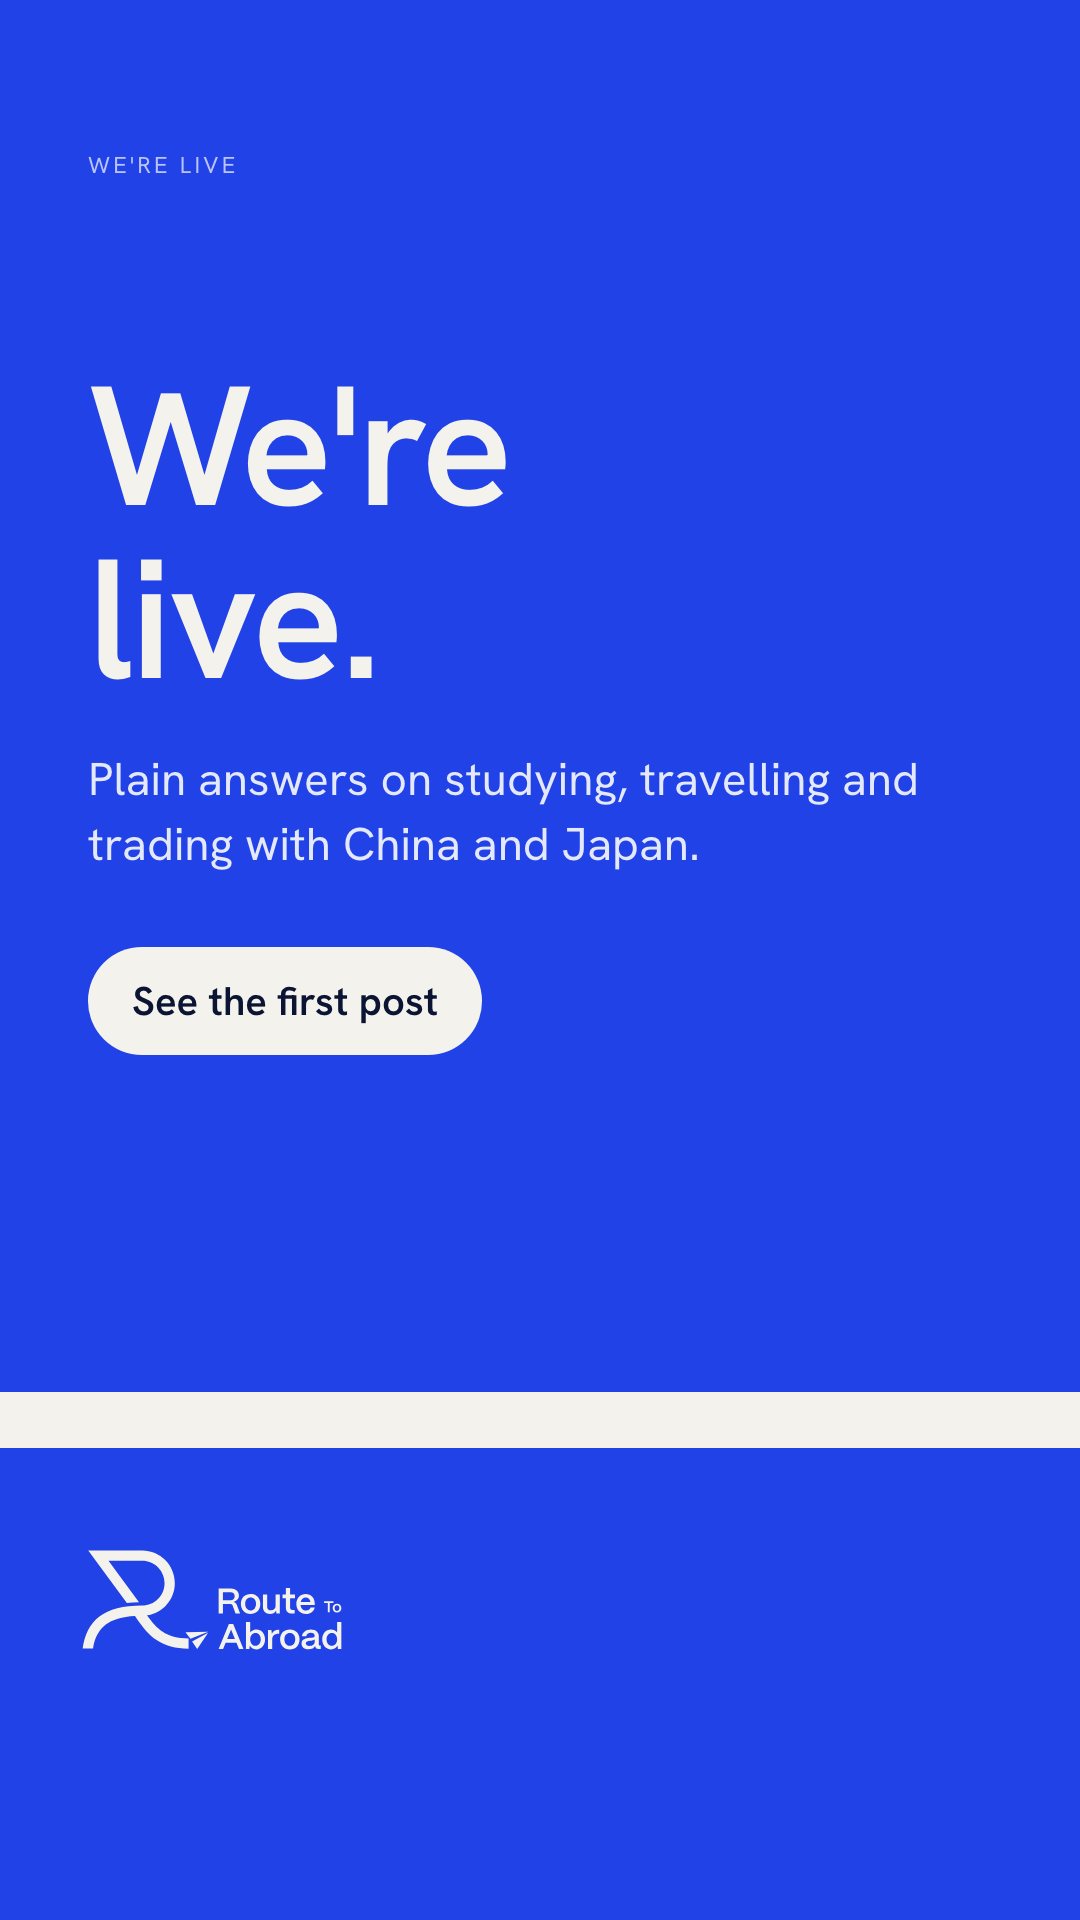 WE'RE LIVE
We're
live.
Plain answers on studying, travelling and
trading with China and Japan.
See the first post
Route To
Abroad